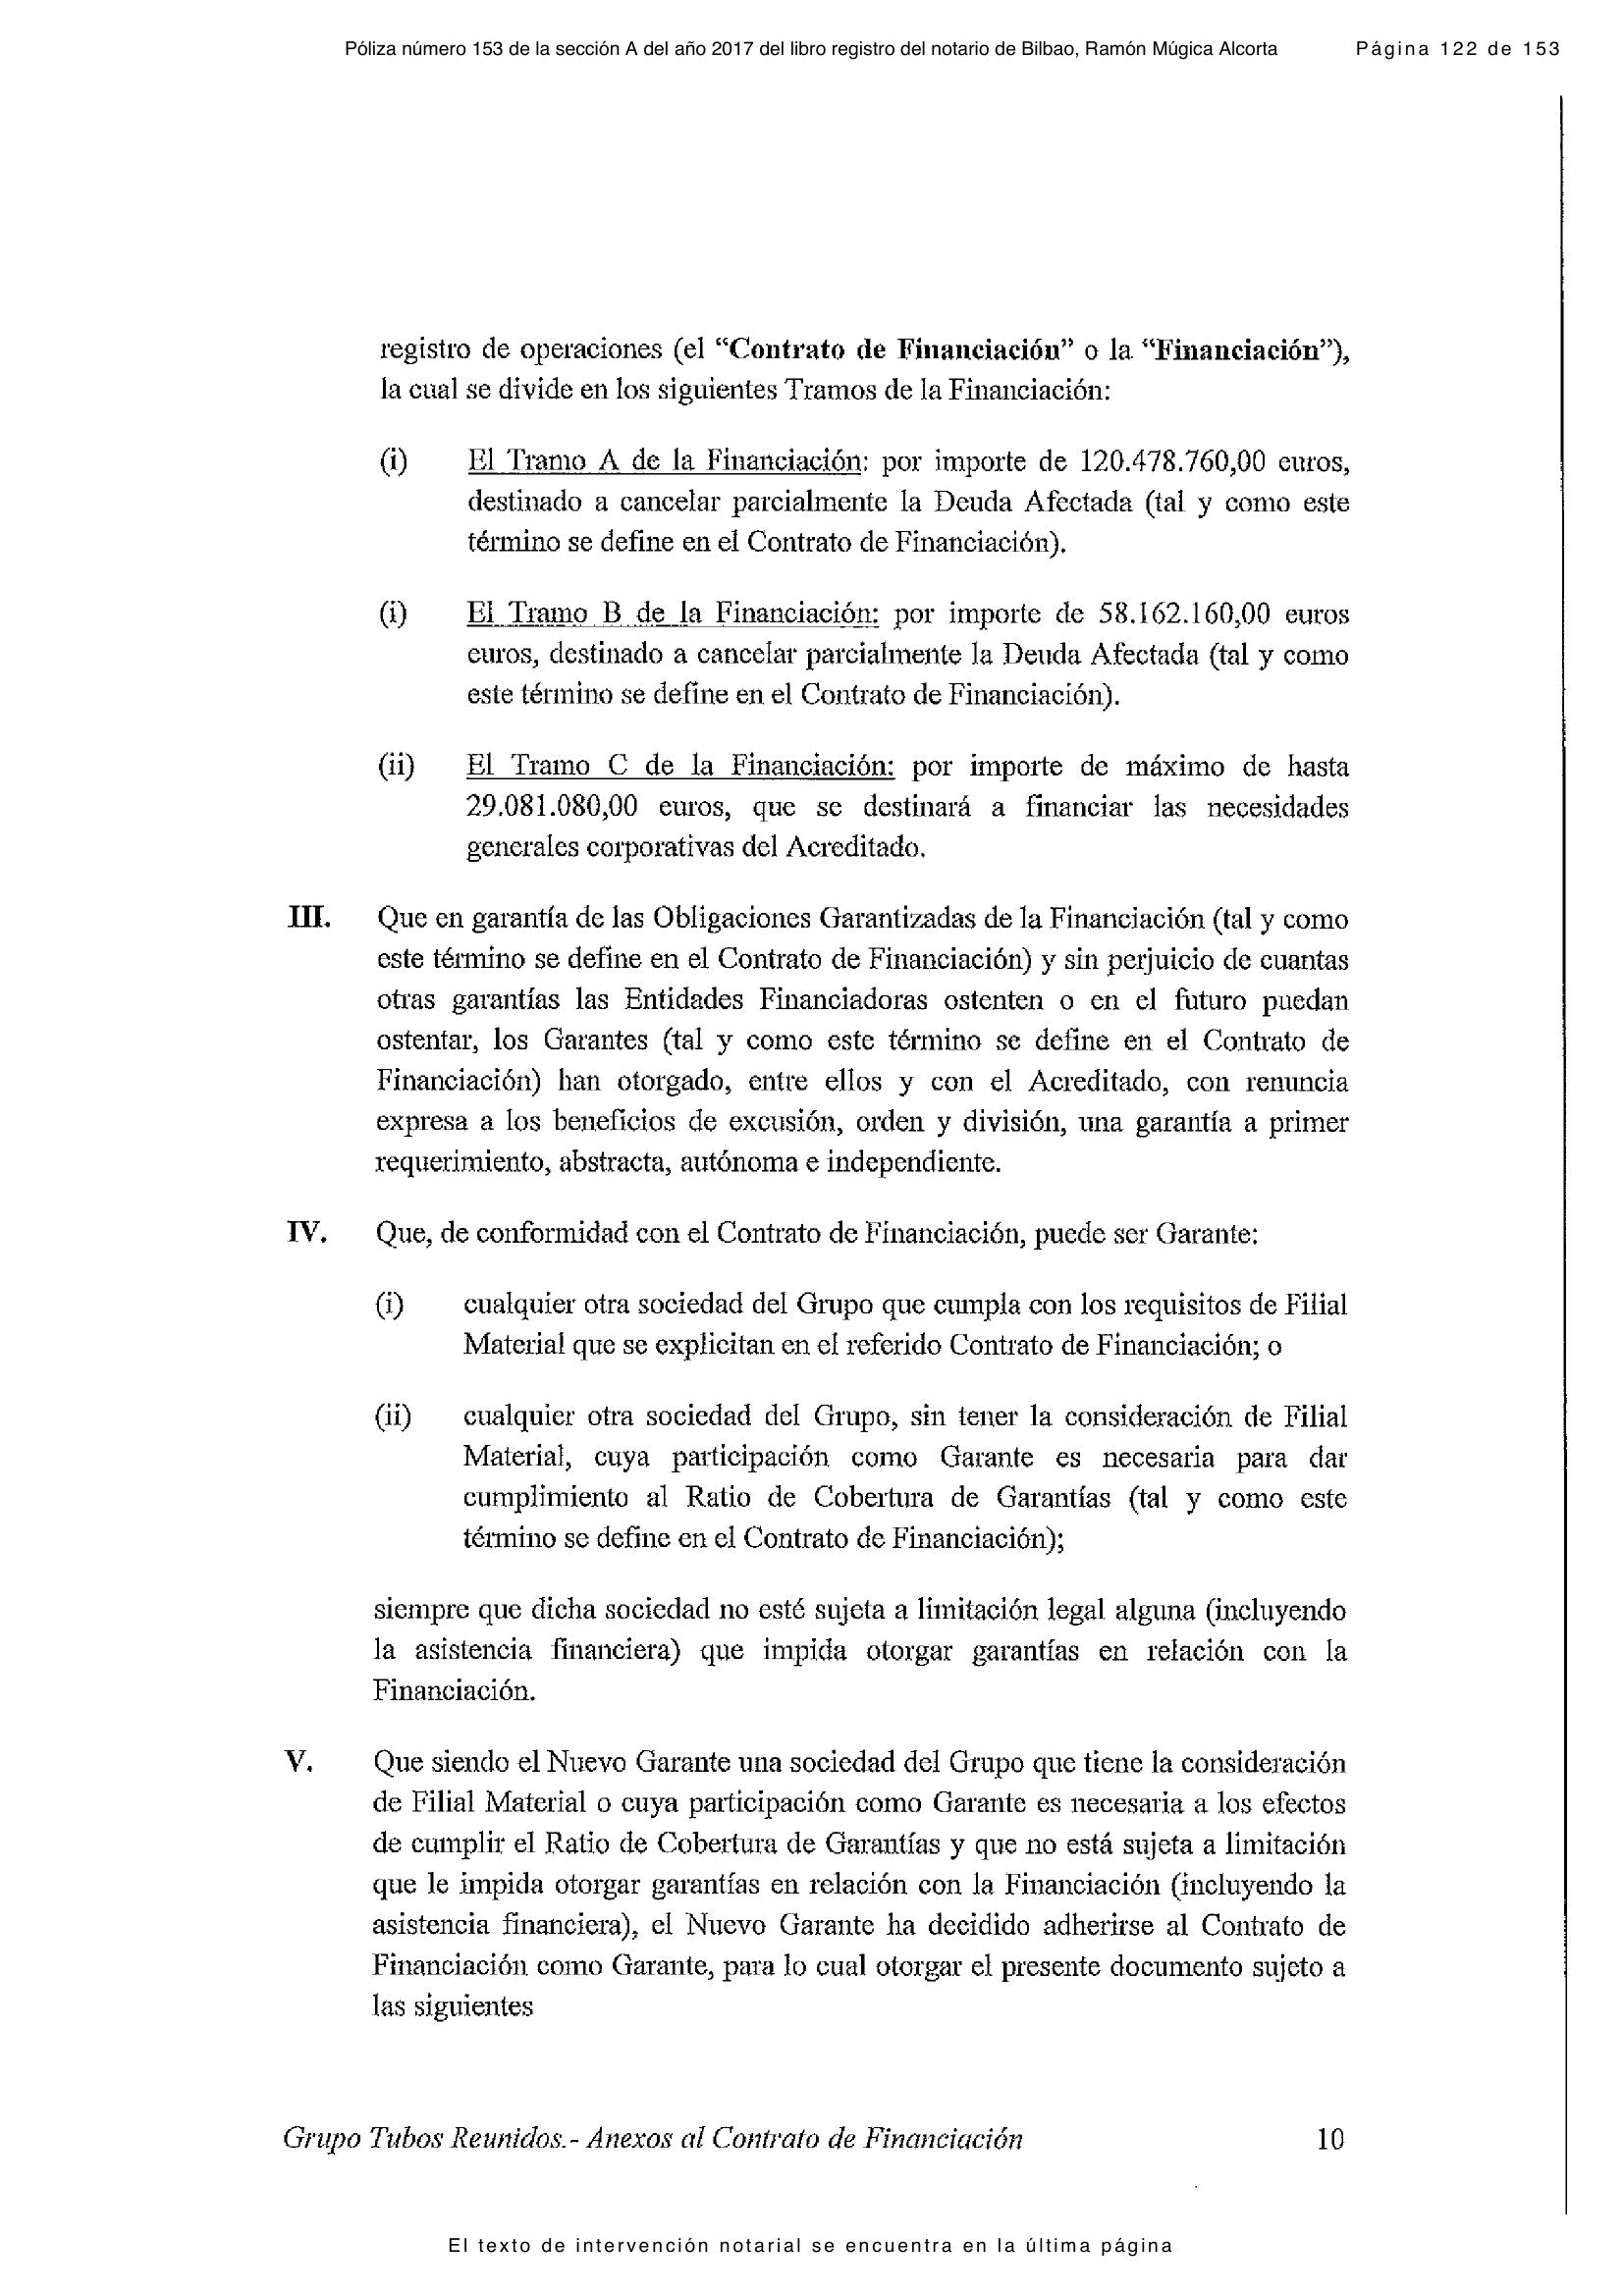 Póliza número 153 de la sección A del año 2017 del libro registro del notario de Bilbao, Ramón Múgica Alcorta Página 122 de 153
registro de operaciones (el “Contrato de Financiación” o la “Financiación”),
la cual se divide en los siguientes Tramos de la Financiación:
(i) El Tramo A de la Financiación: por importe de 120.478.760,00 euros,
destinado a cancelar parcialmente la Deuda Afectada (tal y como este
término se define en el Contrato de Financiación).
(i) El Tramo B de la Financiación: por importe de 58.162.160,00 euros
euros, destinado a cancelar parcialmente la Deuda Afectada (tal y como
este término se define en el Contrato de Financiación).
(ii) El Tramo C de la Financiación: por importe de máximo de hasta
29.081.080,00 euros, que se destinará a financiar las necesidades
generales corporativas del Acreditado.
III. Que en garantía de las Obligaciones Garantizadas de la Financiación (tal y como
este término se define en el Contrato de Financiación) y sin perjuicio de cuantas
otras garantías las Entidades Financiadoras ostenten o en el futuro puedan
ostentar, los Garantes (tal y como este término se define en el Contrato de
Financiación) han otorgado, entre ellos y con el Acreditado, con renuncia
expresa a los beneficios de excusión, orden y división, una garantía a primer
requerimiento, abstracta, autónoma e independiente.
IV. Que, de conformidad con el Contrato de Financiación, puede ser Garante:
(i) cualquier otra sociedad del Grupo que cumpla con los requisitos de Filial
Material que se explicitan en el referido Contrato de Financiación; o
(ii) cualquier otra sociedad del Grupo, sin tener la consideración de Filial
Material, cuya participación como Garante es necesaria para dar
cumplimiento al Ratio de Cobertura de Garantías (tal y como este
término se define en el Contrato de Financiación);
siempre que dicha sociedad no esté sujeta a limitación legal alguna (incluyendo
la asistencia financiera) que impida otorgar garantías en relación con la
Financiación.
V. Que siendo el Nuevo Garante una sociedad del Grupo que tiene la consideración
de Filial Material o cuya participación como Garante es necesaria a los efectos
de cumplir el Ratio de Cobertura de Garantías y que no está sujeta a limitación
que le impida otorgar garantías en relación con la Financiación (incluyendo la
asistencia financiera), el Nuevo Garante ha decidido adherirse al Contrato de
Financiación como Garante, para lo cual otorgar el presente documento sujeto a
las siguientes
Grupo Tubos Reunidos.- Anexos al Contrato de Financiación 10
El texto de intervención notarial se encuentra en la última página